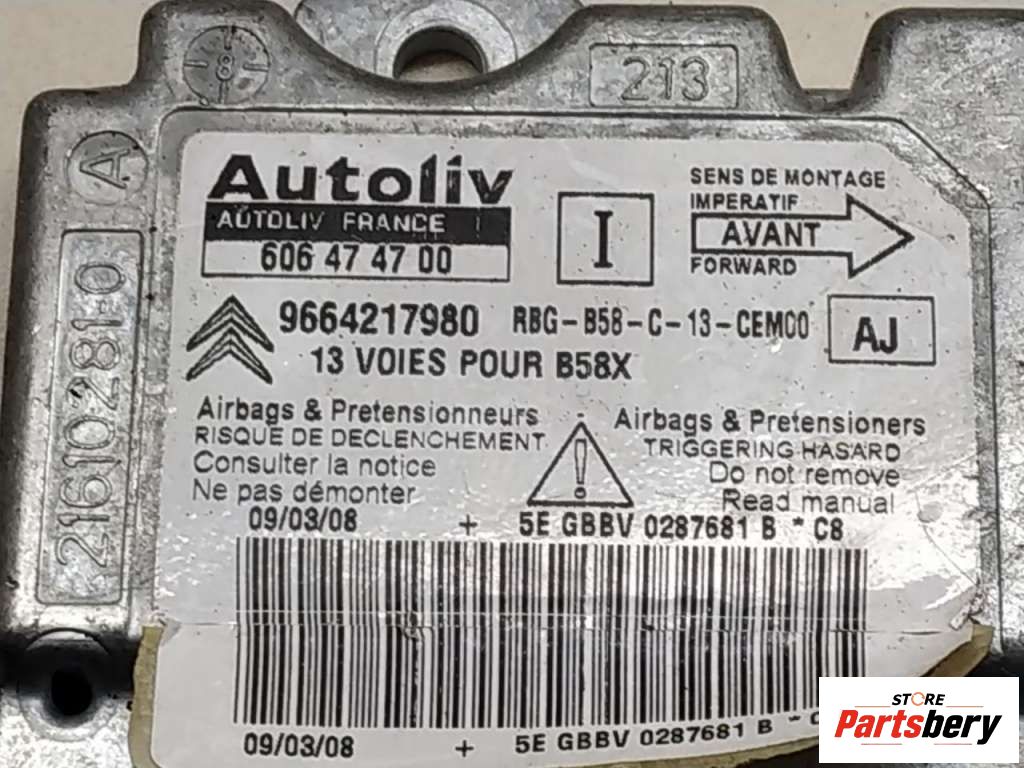 8
213
A
21610281-0
Autoliv
AUTOLIV FRANCE
606 47 47 00
I
SENS DE MONTAGE
IMPERATIF
AVANT
FORWARD
9664217980 RBG-B58-C-13-CEM00
13 VOIES POUR B58X
AJ
Airbags & Pretensionneurs
RISQUE DE DECLENCHEMENT
Consulter la notice
Ne pas démonter
Airbags & Pretensioners
TRIGGERING HASARD
Do not remove
Read manual
09/03/08 + 5E GBBV 0287681 B * C8
09/03/08 + 5E GBBV 0287681 B * C8
STORE
Partsbery